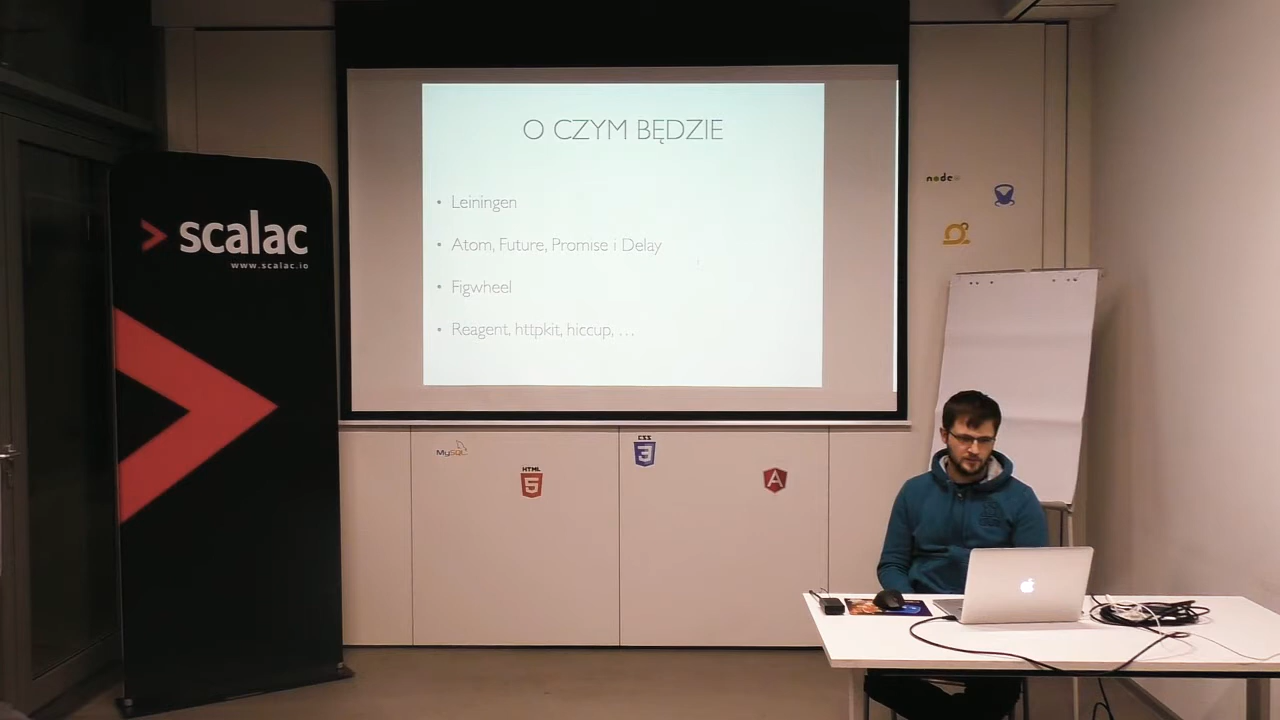 O CZYM BĘDZIE
• Leiningen
• Atom, Future, Promise i Delay
• Figwheel
• Reagent, httpkit, hiccup, …
scalac
www.scalac.io
node
MySQL
HTML
5
CSS
3
A